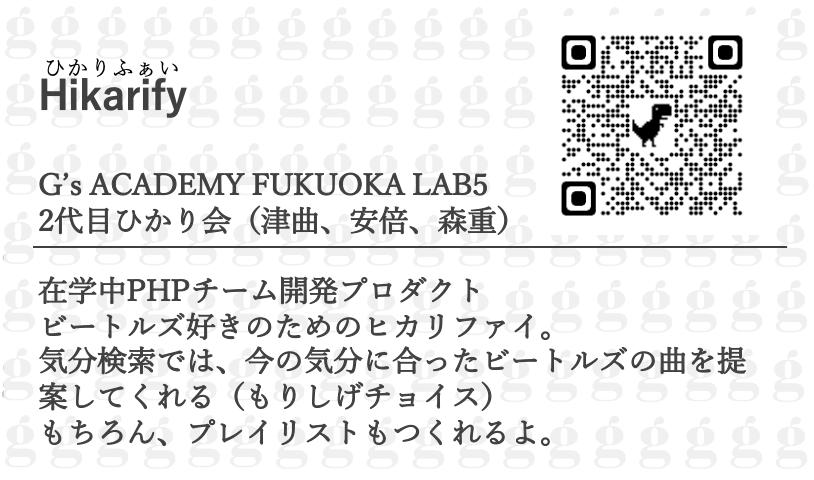 ひかりふぁい
Hikarify
G’s ACADEMY FUKUOKA LAB5
2代目ひかり会（津曲、安倍、森重）
在学中PHPチーム開発プロダクト
ビートルズ好きのためのヒカリファイ。
気分検索では、今の気分に合ったビートルズの曲を提
案してくれる（もりしげチョイス）
もちろん、プレイリストもつくれるよ。